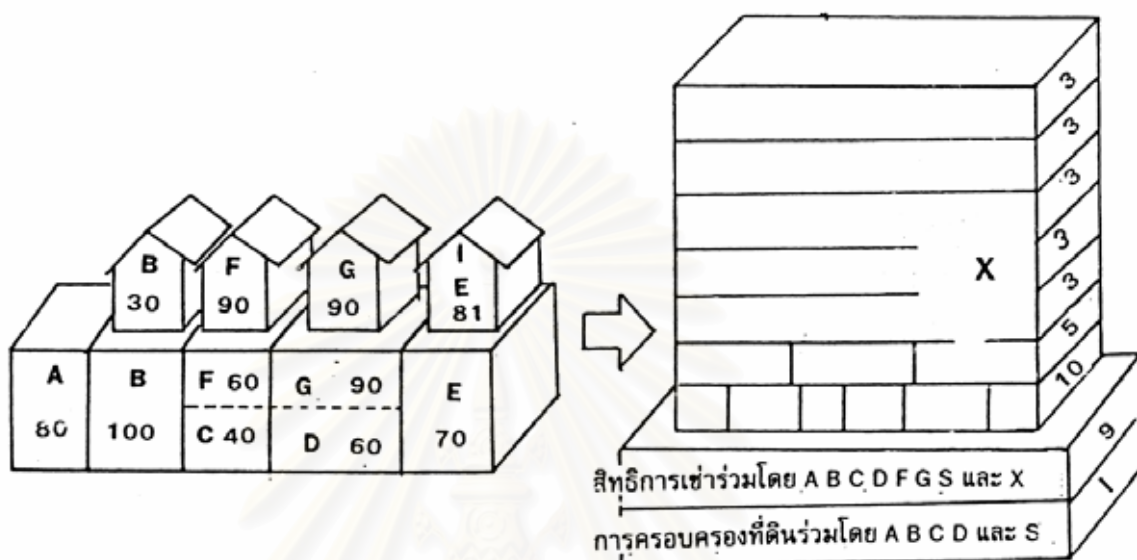 B
30
F
90
G
90
I
E
81
A
80
B
100
F 60
C 40
G 90
D 60
E
70
3
3
3
3
3
5
10
X
9
1
สิทธิการเช่าร่วมโดย A B C D F G S และ X
การครอบครองที่ดินร่วมโดย A B C D และ S